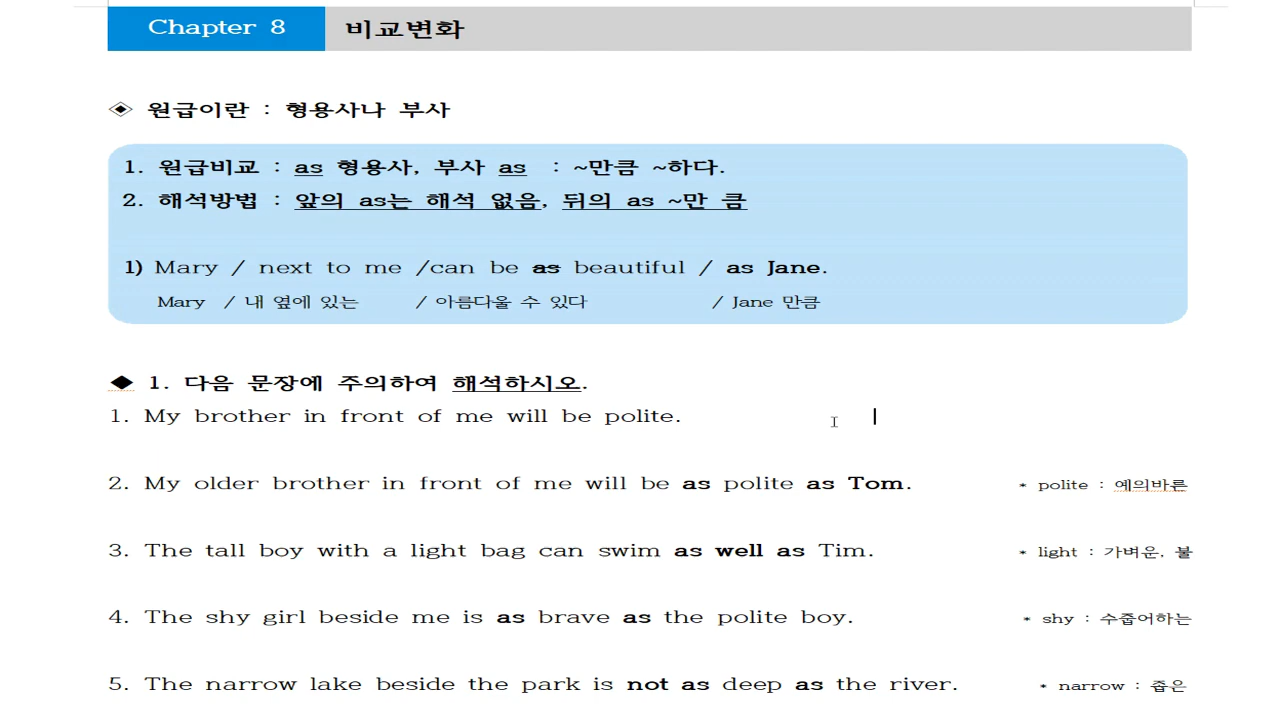 Chapter 8 비교변화
◈ 원급이란 : 형용사나 부사
1. 원급비교 : as 형용사, 부사 as : ~만큼 ~하다.
2. 해석방법 : 앞의 as는 해석 없음, 뒤의 as ~만 큼
1) Mary / next to me /can be as beautiful / as Jane.
Mary / 내 옆에 있는 / 아름다울 수 있다 / Jane 만큼
◆ 1. 다음 문장에 주의하여 해석하시오.
1. My brother in front of me will be polite.
2. My older brother in front of me will be as polite as Tom. * polite : 예의바른
3. The tall boy with a light bag can swim as well as Tim. * light : 가벼운, 불
4. The shy girl beside me is as brave as the polite boy. * shy : 수줍어하는
5. The narrow lake beside the park is not as deep as the river. * narrow : 좁은